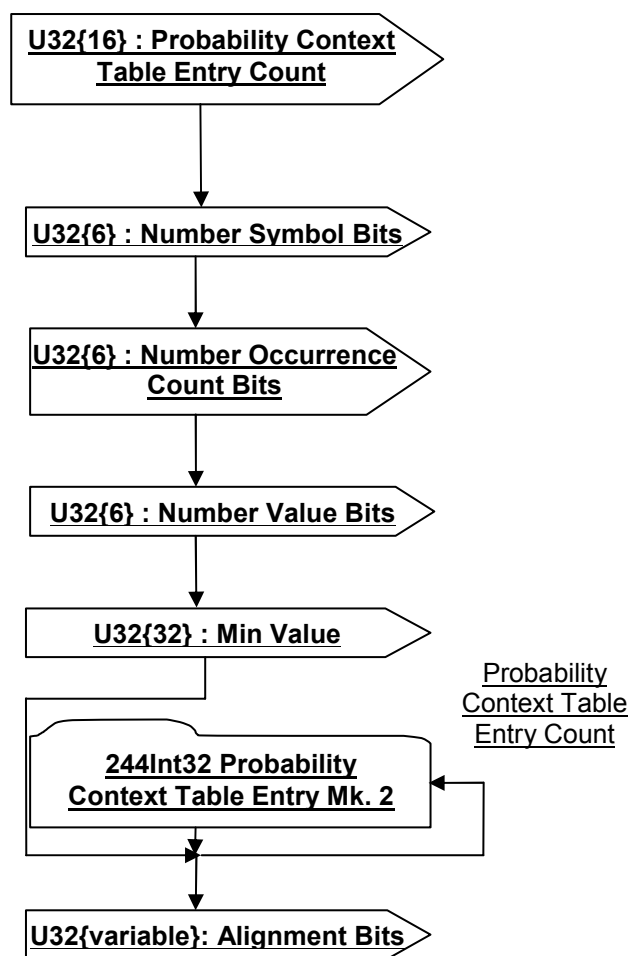 U32{16} : Probability Context
Table Entry Count
U32{6} : Number Symbol Bits
U32{6} : Number Occurrence
Count Bits
U32{6} : Number Value Bits
U32{32} : Min Value
Probability
Context Table
Entry Count
244Int32 Probability
Context Table Entry Mk. 2
U32{variable}: Alignment Bits